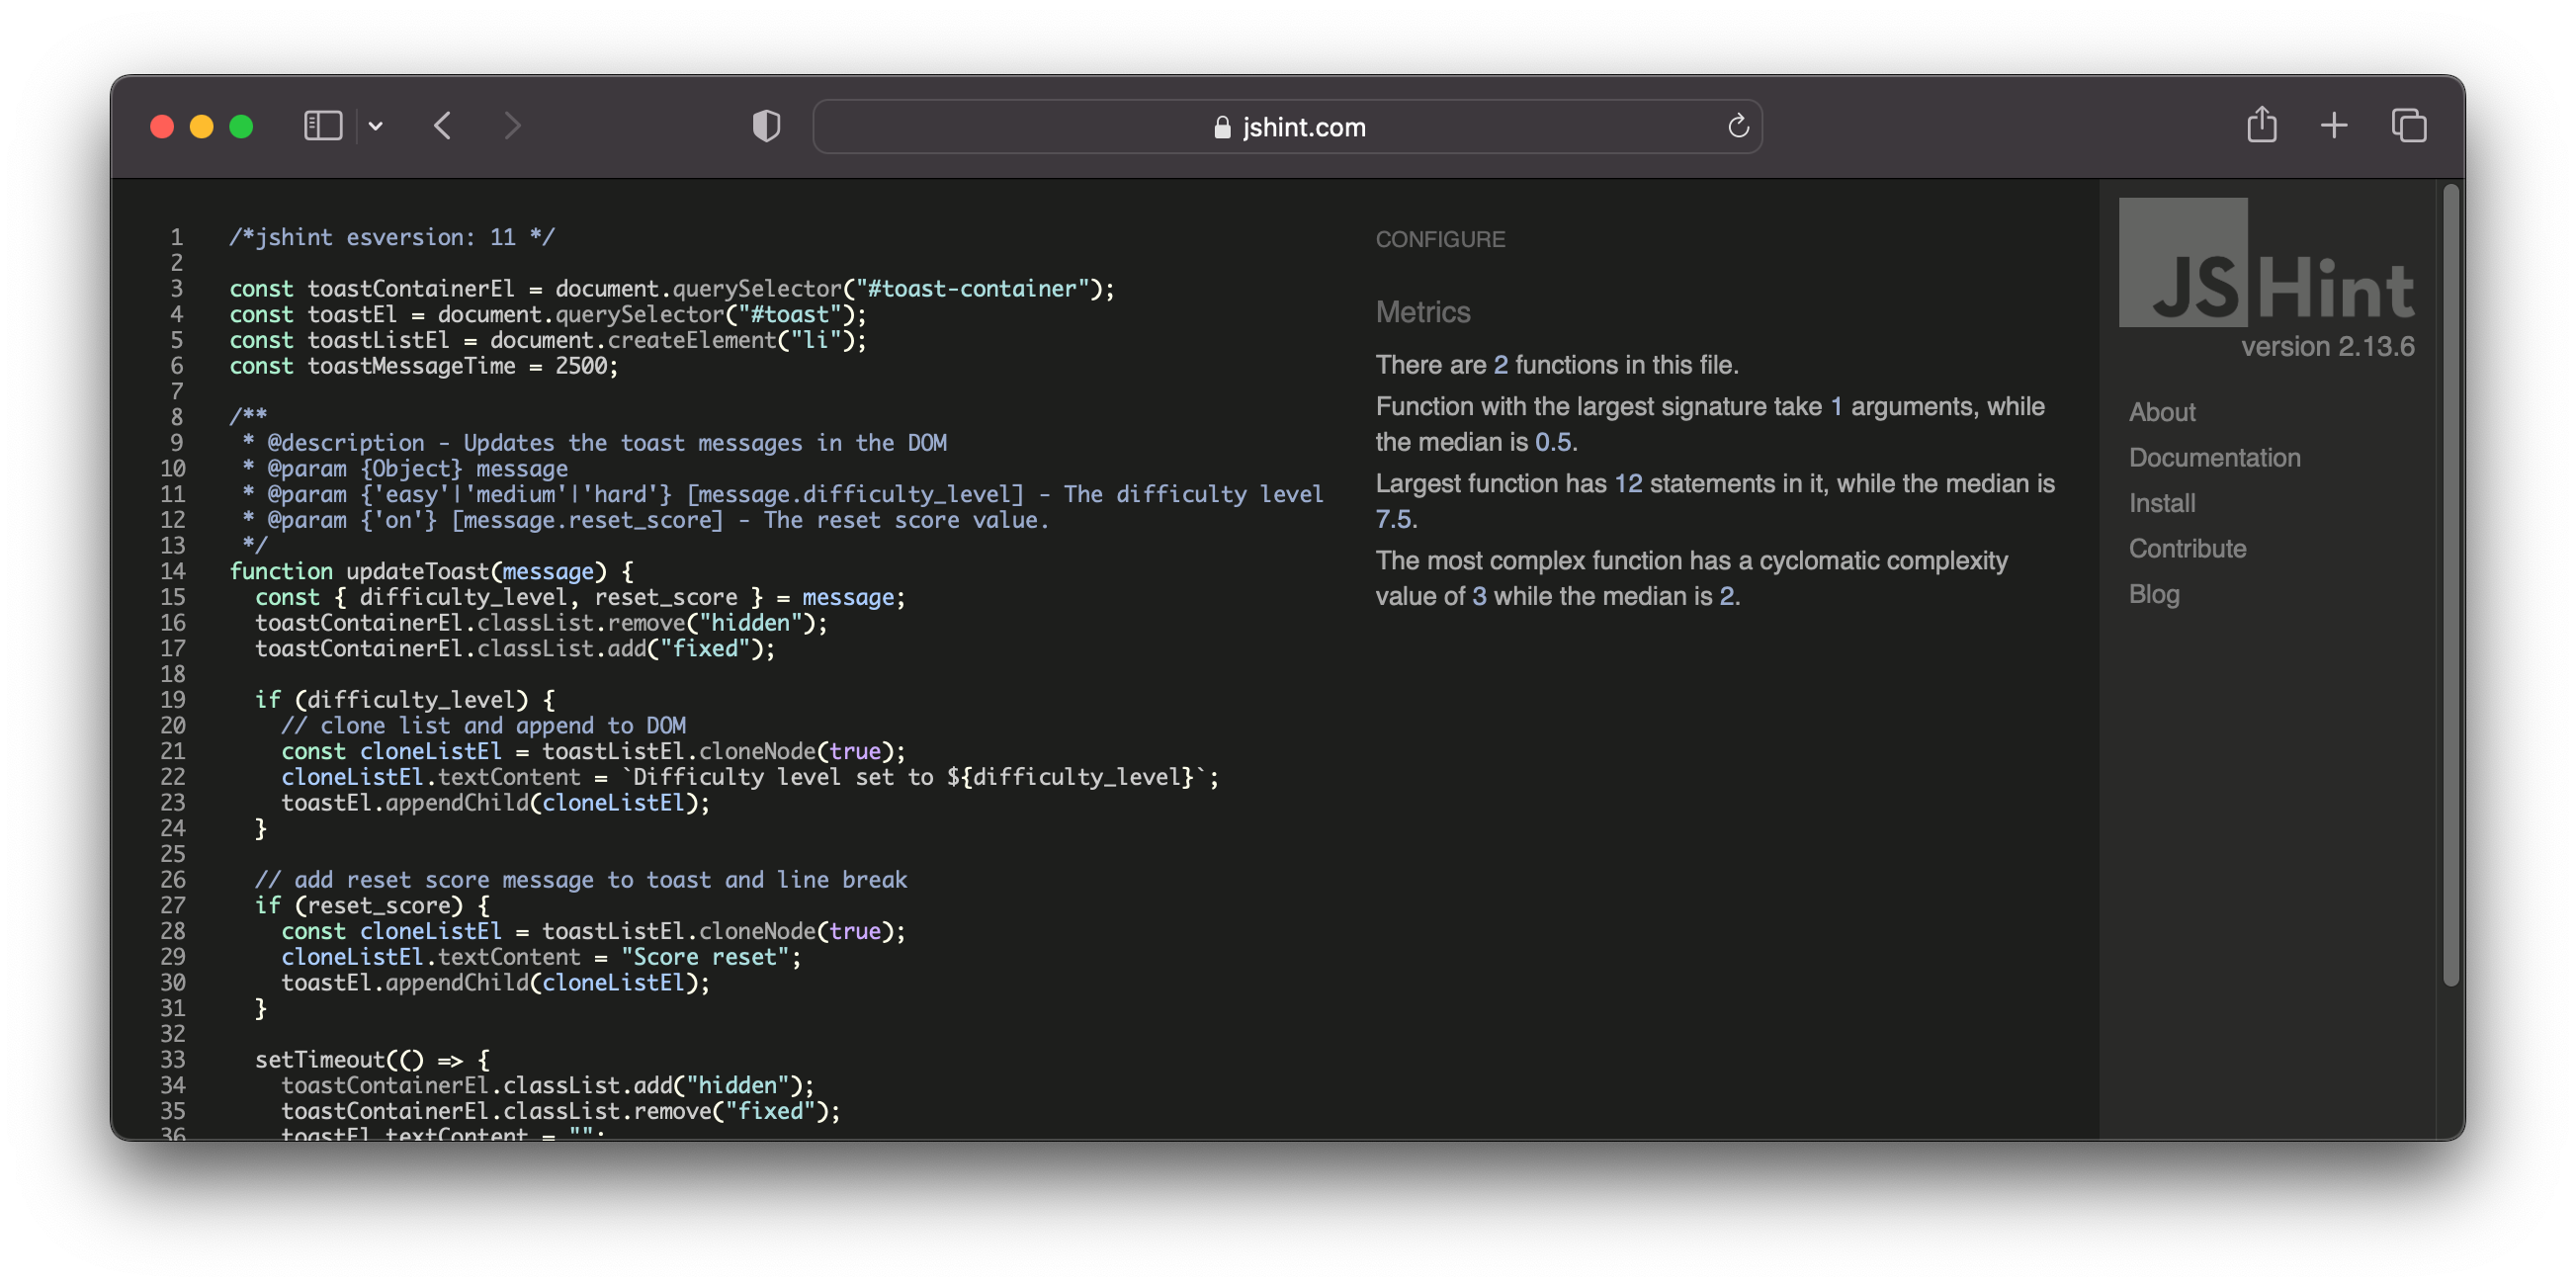 jshint.com
1 /*jshint esversion: 11 */
2
3 const toastContainerEl = document.querySelector("#toast-container");
4 const toastEl = document.querySelector("#toast");
5 const toastListEl = document.createElement("li");
6 const toastMessageTime = 2500;
7
8 /**
9 * @description - Updates the toast messages in the DOM
10 * @param {Object} message
11 * @param {'easy'|'medium'|'hard'} [message.difficulty_level] - The difficulty level
12 * @param {'on'} [message.reset_score] - The reset score value.
13 */
14 function updateToast(message) {
15 const { difficulty_level, reset_score } = message;
16 toastContainerEl.classList.remove("hidden");
17 toastContainerEl.classList.add("fixed");
18
19 if (difficulty_level) {
20 // clone list and append to DOM
21 const cloneListEl = toastListEl.cloneNode(true);
22 cloneListEl.textContent = `Difficulty level set to ${difficulty_level}`;
23 toastEl.appendChild(cloneListEl);
24 }
25
26 // add reset score message to toast and line break
27 if (reset_score) {
28 const cloneListEl = toastListEl.cloneNode(true);
29 cloneListEl.textContent = "Score reset";
30 toastEl.appendChild(cloneListEl);
31 }
32
33 setTimeout(() => {
34 toastContainerEl.classList.add("hidden");
35 toastContainerEl.classList.remove("fixed");
36 toastEl.textContent = "";
CONFIGURE
Metrics
There are 2 functions in this file.
Function with the largest signature take 1 arguments, while
the median is 0.5.
Largest function has 12 statements in it, while the median is
7.5.
The most complex function has a cyclomatic complexity
value of 3 while the median is 2.
JSHint
version 2.13.6
About
Documentation
Install
Contribute
Blog